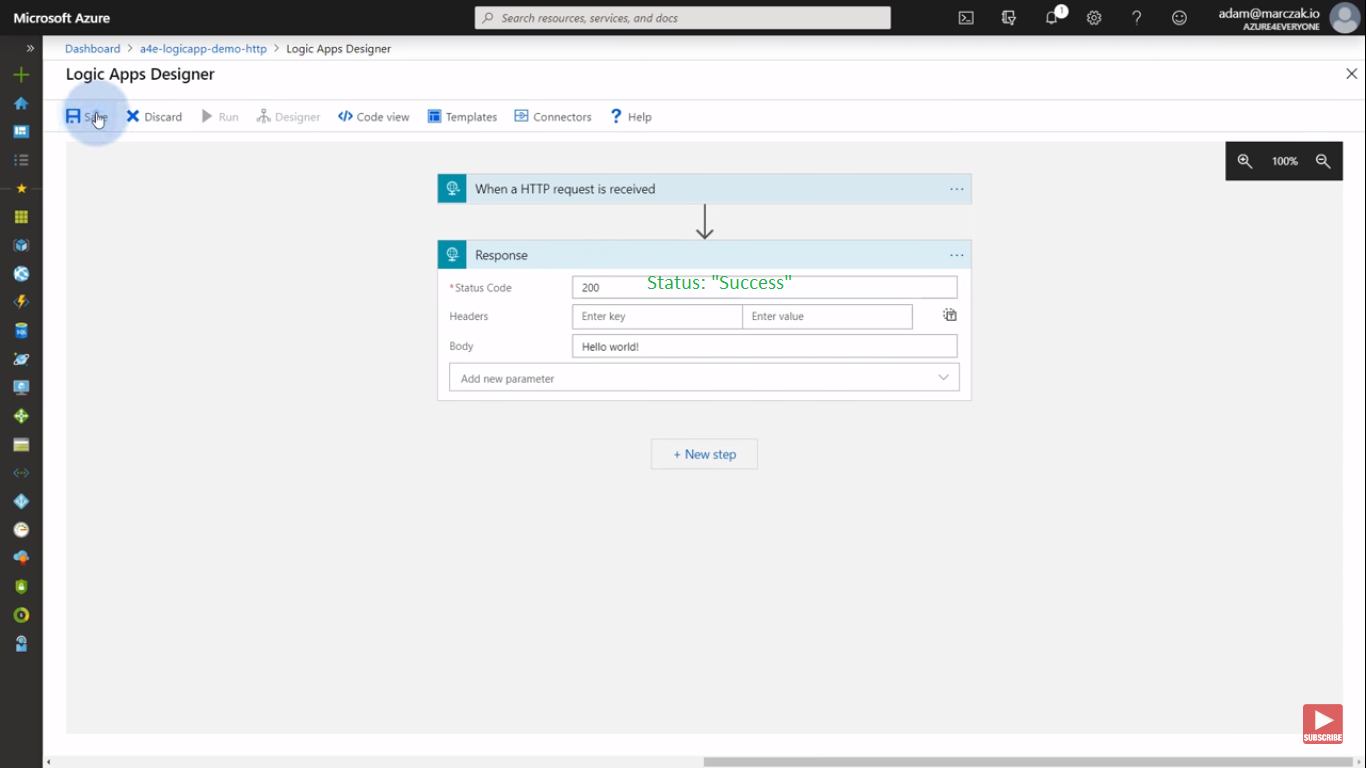 Microsoft Azure
Search resources, services, and docs
1
adam@marczak.io
AZURE4EVERYONE
Dashboard > a4e-logicapp-demo-http > Logic Apps Designer
Logic Apps Designer
Save Discard Run Designer Code view Templates Connectors Help
100%
When a HTTP request is received
Response
*Status Code 200 Status: "Success"
Headers Enter key Enter value
Body Hello world!
Add new parameter
+ New step
SUBSCRIBE